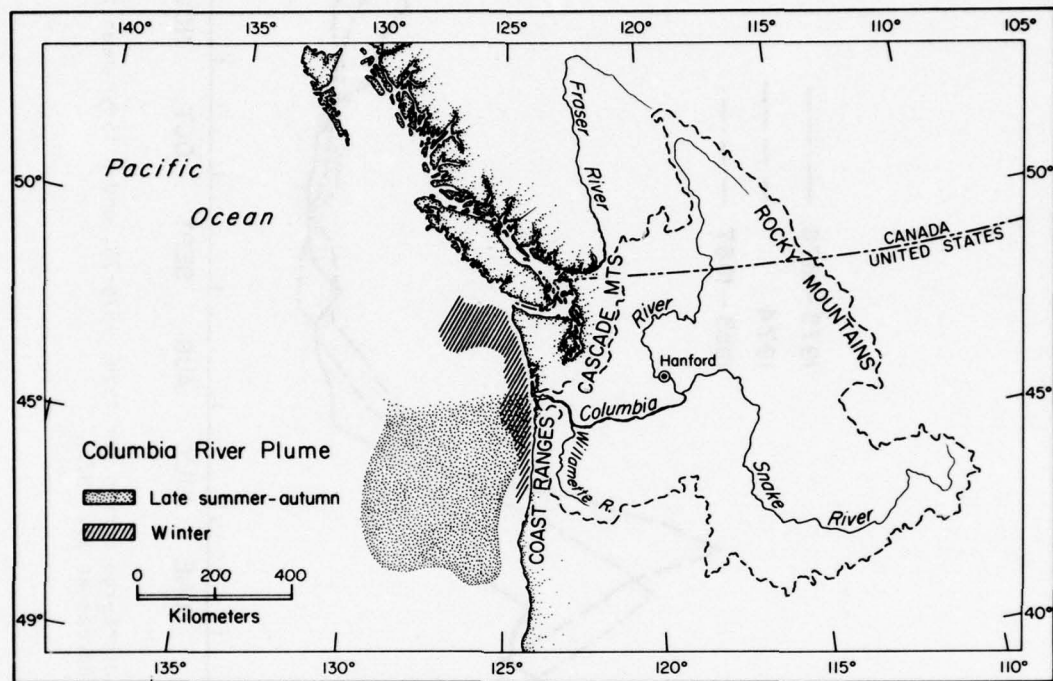 140° 135° 130° 125° 120° 115° 110° 105°
Pacific
Ocean
Fraser
River
50° 50°
ROCKY
MOUNTAINS
CANADA
UNITED STATES
CASCADE MTS.
River
Hanford
45° 45°
Columbia
COAST RANGES
Willamette R.
Snake
River
Columbia River Plume
Late summer-autumn
Winter
0 200 400
Kilometers
49° 40°
135° 130° 125° 120° 115° 110°